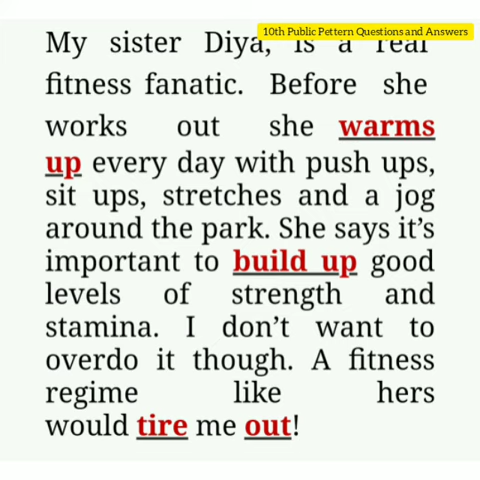 10th Public Pettern Questions and Answers
My sister Diya, is a real
fitness fanatic. Before she
works out she warms
up every day with push ups,
sit ups, stretches and a jog
around the park. She says it's
important to build up good
levels of strength and
stamina. I don't want to
overdo it though. A fitness
regime like hers
would tire me out!